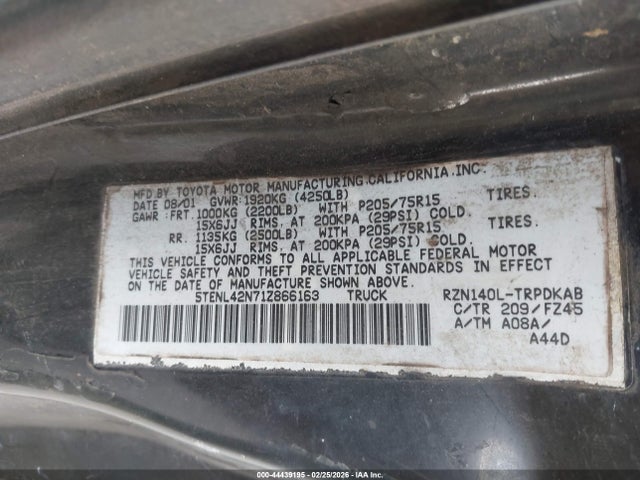 MFD BY TOYOTA MOTOR MANUFACTURING, CALIFORNIA, INC.
DATE 08/01 GVWR:1920KG (4250LB)
GAWR: FRT. 1000KG (2200LB) WITH P205/75R15 TIRES.
15X6JJ RIMS. AT 200KPA (29PSI) COLD.
RR. 1135KG (2500LB) WITH P205/75R15 TIRES.
15X6JJ RIMS. AT 200KPA (29PSI) COLD.
THIS VEHICLE CONFORMS TO ALL APPLICABLE FEDERAL MOTOR
VEHICLE SAFETY AND THEFT PREVENTION STANDARDS IN EFFECT
ON THE DATE OF MANUFACTURE SHOWN ABOVE.
5TENL42N71Z866163 TRUCK RZN140L-TRPDKAB
C/TR 209/FZ45
A/TM A08A/
A44D
000-44439195 - 02/25/2026 - COPART